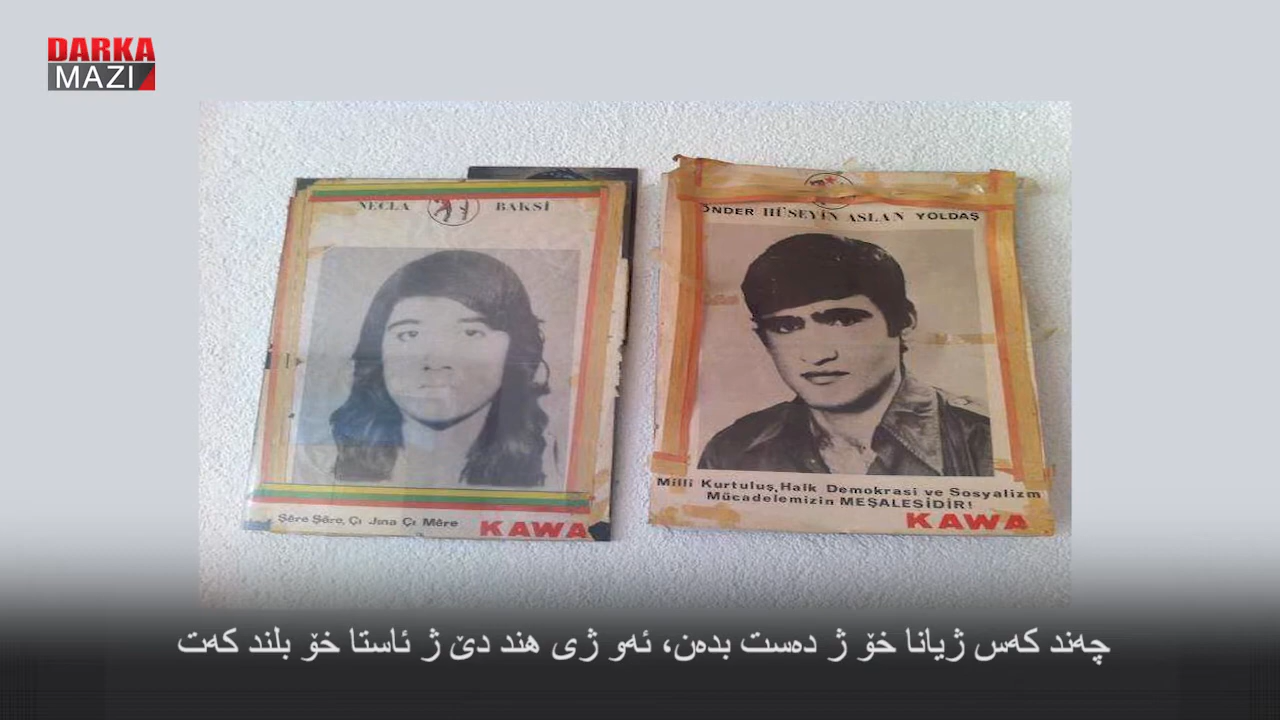 DARKA
MAZI
NECLA BAKSİ
Şêre Şêre, Çı Jına Çı Mêre
KAWA
ÖNDER HÜSEYİN ASLAN YOLDAŞ
Milli Kurtuluş, Halk Demokrasi ve Sosyalizm
Mücadelemizin MEŞALESİDİR!
KAWA
چەند کەس ژیانا خۆ ژ دەست بدەن، ئەو ژی هند دێ ژ ئاستا خۆ بلند کەت